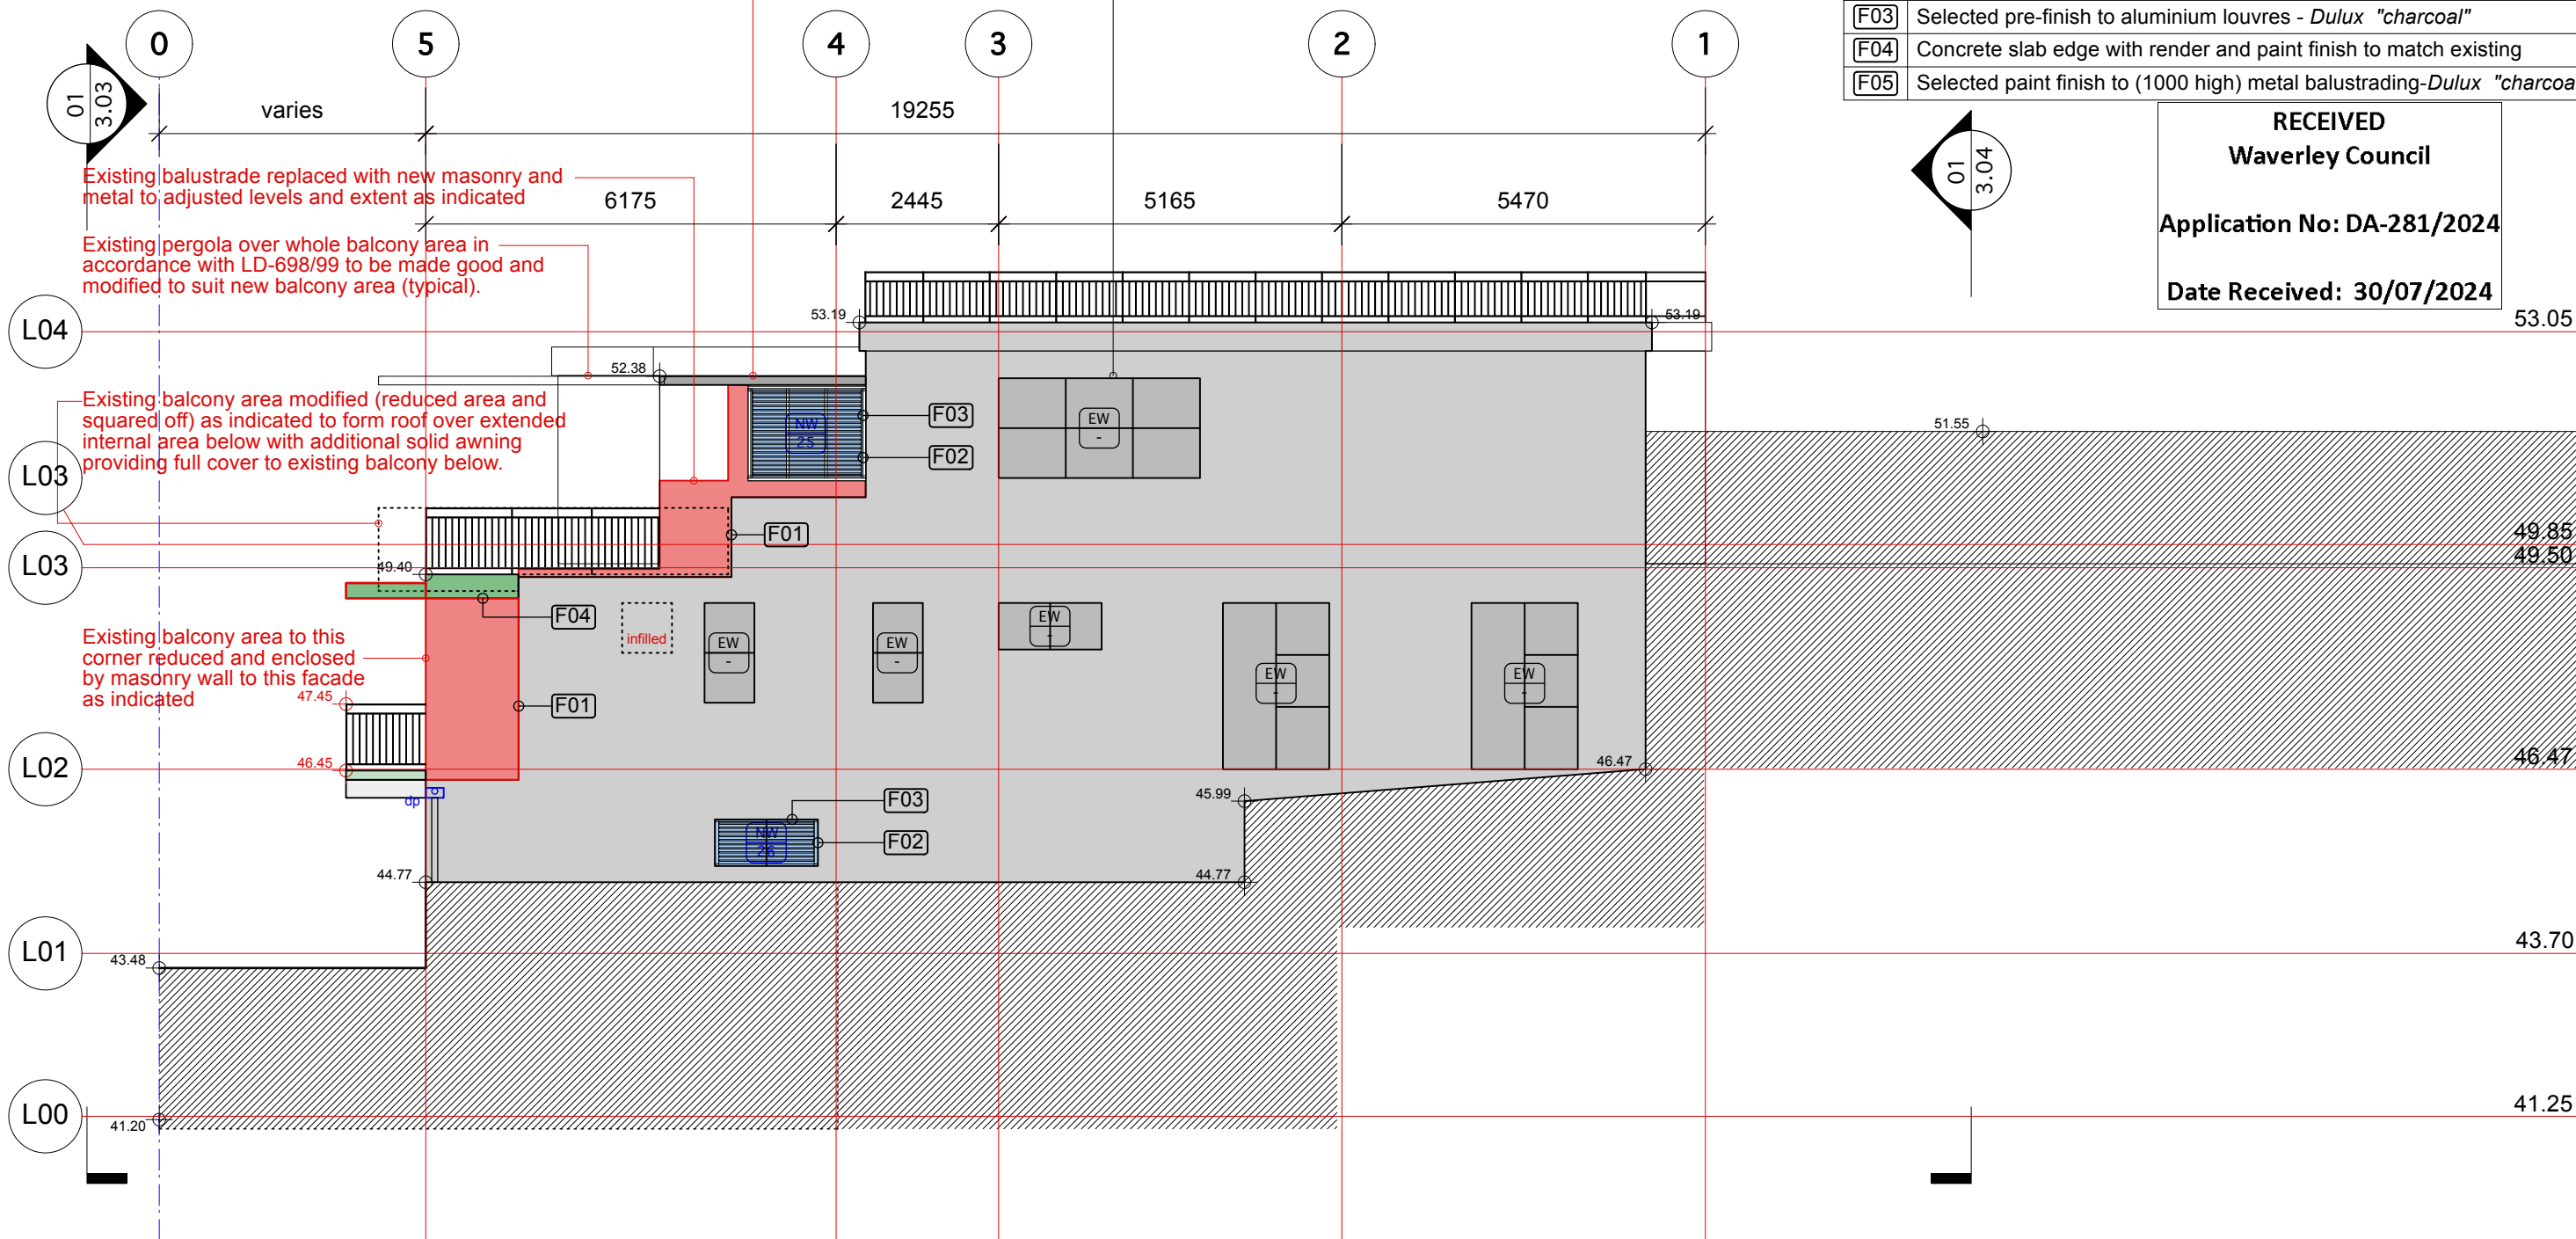 F03 Selected pre-finish to aluminium louvres - Dulux "charcoal"
F04 Concrete slab edge with render and paint finish to match existing
F05 Selected paint finish to (1000 high) metal balustrading-Dulux "charcoa
0
5
4
3
2
1
01
3.03
varies
19255
01
3.04
RECEIVED
Waverley Council
Application No: DA-281/2024
Date Received: 30/07/2024
Existing balustrade replaced with new masonry and
metal to adjusted levels and extent as indicated
6175
2445
5165
5470
Existing pergola over whole balcony area in
accordance with LD-698/99 to be made good and
modified to suit new balcony area (typical).
L04
53.19
53.19
53.05
52.38
Existing balcony area modified (reduced area and
squared off) as indicated to form roof over extended
internal area below with additional solid awning
providing full cover to existing balcony below.
NW
25
F03
F02
EW
-
51.55
L03
F01
49.85
L03
49.40
49.50
F04
infilled
EW
-
EW
-
EW
-
EW
-
EW
-
Existing balcony area to this
corner reduced and enclosed
by masonry wall to this facade
as indicated
47.45
F01
L02
46.45
46.47
46.47
dp
45.99
NW
26
F03
F02
44.77
44.77
L01
43.48
43.70
L00
41.20
41.25